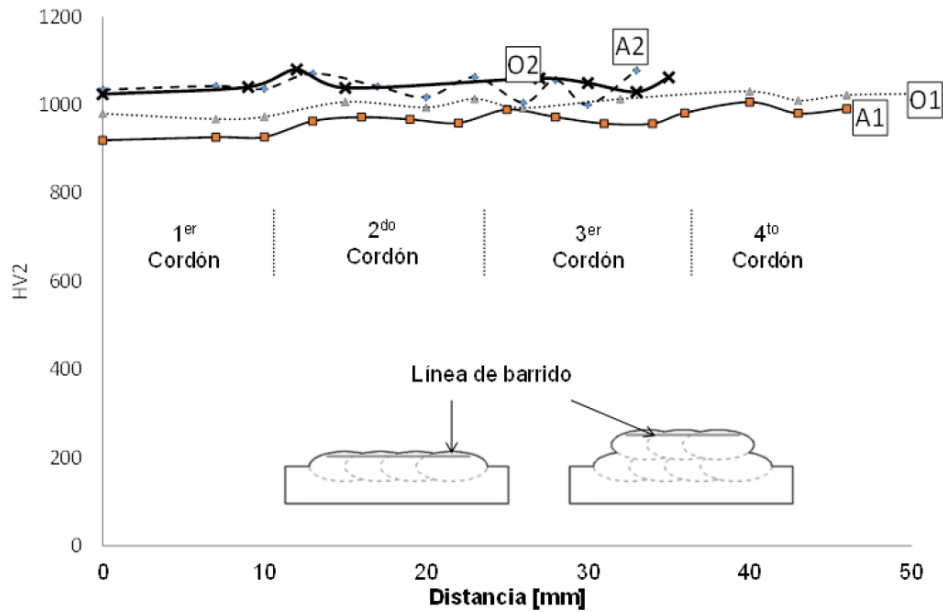 1200
1000
800
600
400
200
0
HV2
O2
A2
O1
A1
1er
Cordón
2do
Cordón
3er
Cordón
4to
Cordón
Línea de barrido
0
10
20
30
40
50
Distancia [mm]